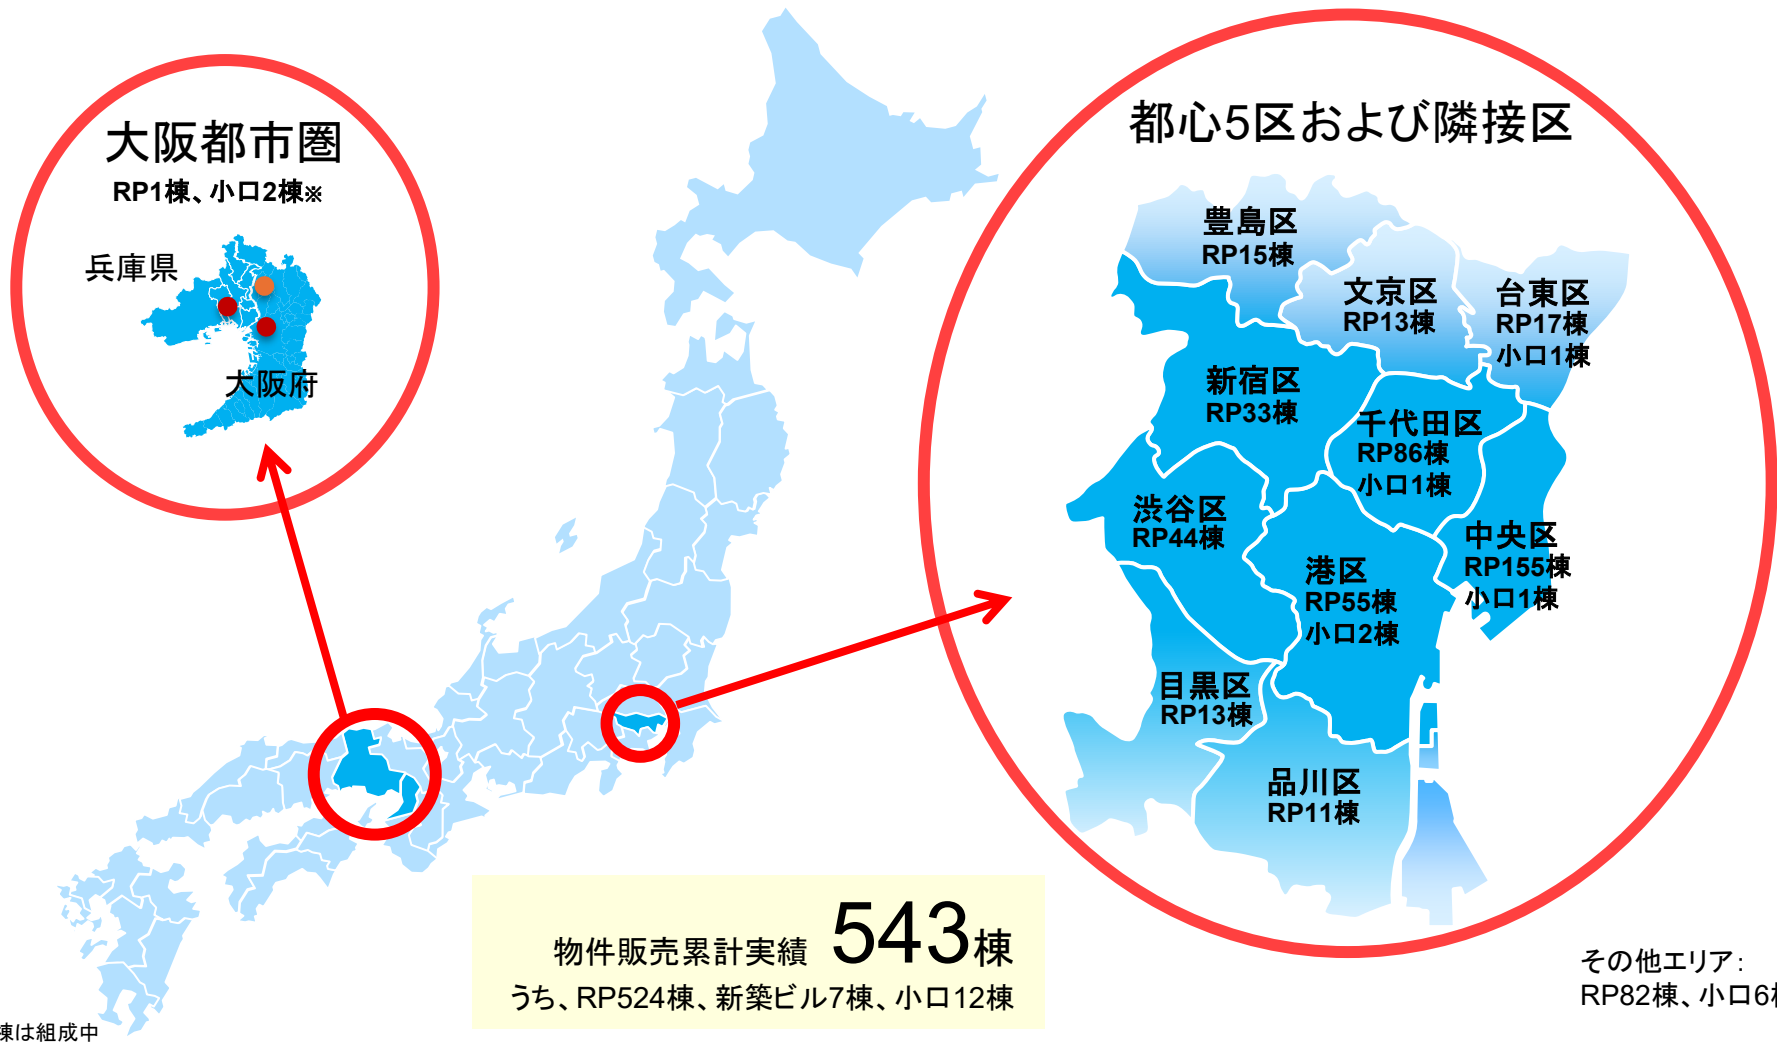 大阪都市圏
RP1棟、小口2棟※
兵庫県
大阪府
都心5区および隣接区
豊島区
RP15棟
文京区
RP13棟
台東区
RP17棟
小口1棟
新宿区
RP33棟
千代田区
RP86棟
小口1棟
渋谷区
RP44棟
中央区
RP155棟
小口1棟
港区
RP55棟
小口2棟
目黒区
RP13棟
品川区
RP11棟
物件販売累計実績 543棟
うち、RP524棟、新築ビル7棟、小口12棟
その他エリア:
RP82棟、小口6
棟は組成中